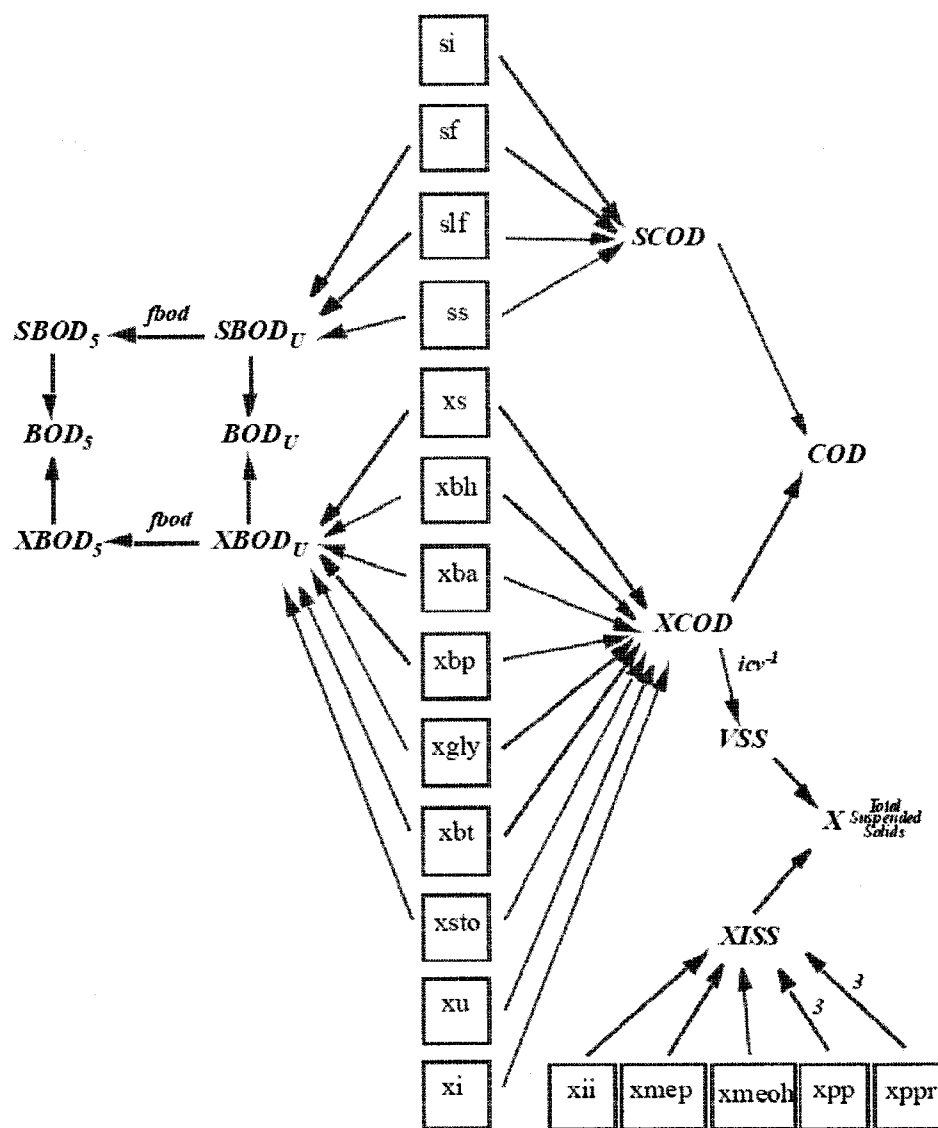 si
sf
slf
SCOD
ss
fbod
SBOD5
SBODU
xs
BOD5
BODU
COD
xbh
fbod
XBOD5
XBODU
xba
XCOD
xbp
icv-1
xgly
VSS
xbt
X Total Suspended Solids
xsto
XISS
xu
3
3
xi
xii
xmep
xmeoh
xpp
xppr